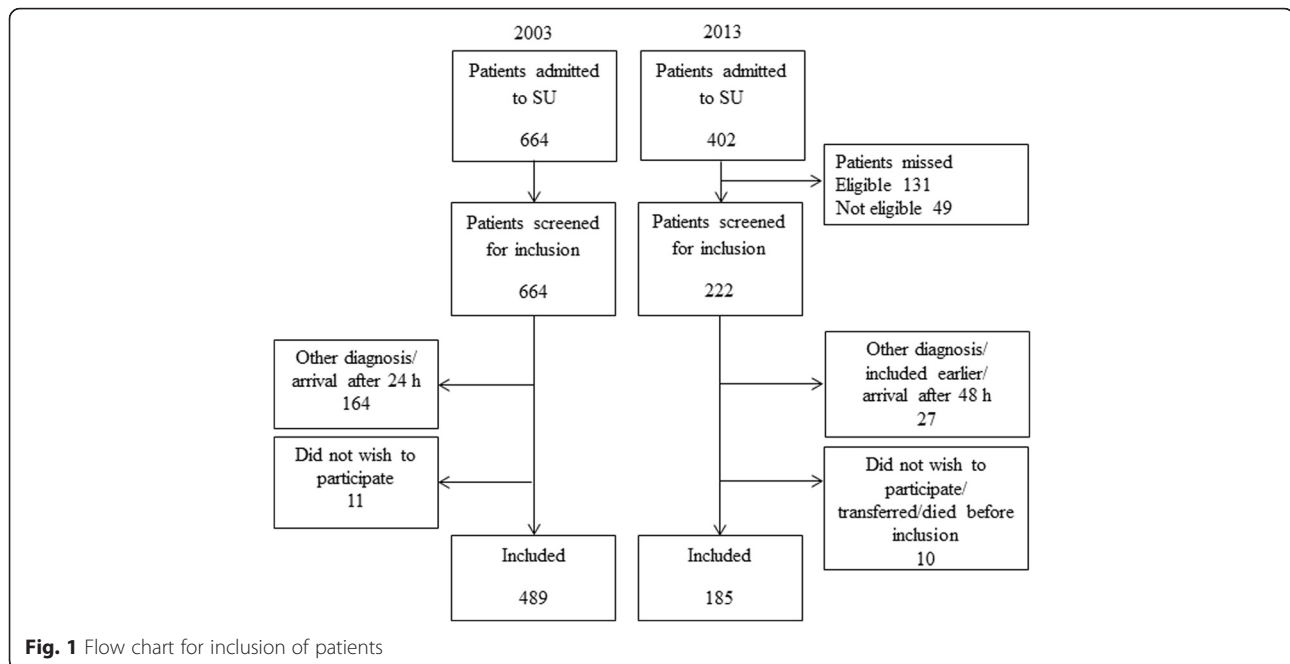 2003
Patients admitted
to SU
664
Patients screened
for inclusion
664
Other diagnosis/
arrival after 24 h
164
Did not wish to
participate
11
Included
489
2013
Patients admitted
to SU
402
Patients missed
Eligible 131
Not eligible 49
Patients screened
for inclusion
222
Other diagnosis/
included earlier/
arrival after 48 h
27
Did not wish to
participate/
transferred/died before
inclusion
10
Included
185
Fig. 1 Flow chart for inclusion of patients